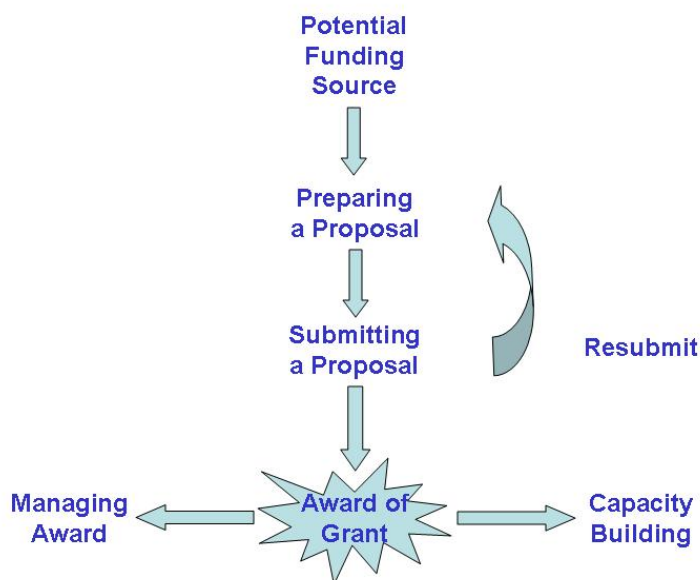 Potential
Funding
Source
Preparing
a Proposal
Submitting
a Proposal
Resubmit
Managing
Award
Award of
Grant
Capacity
Building